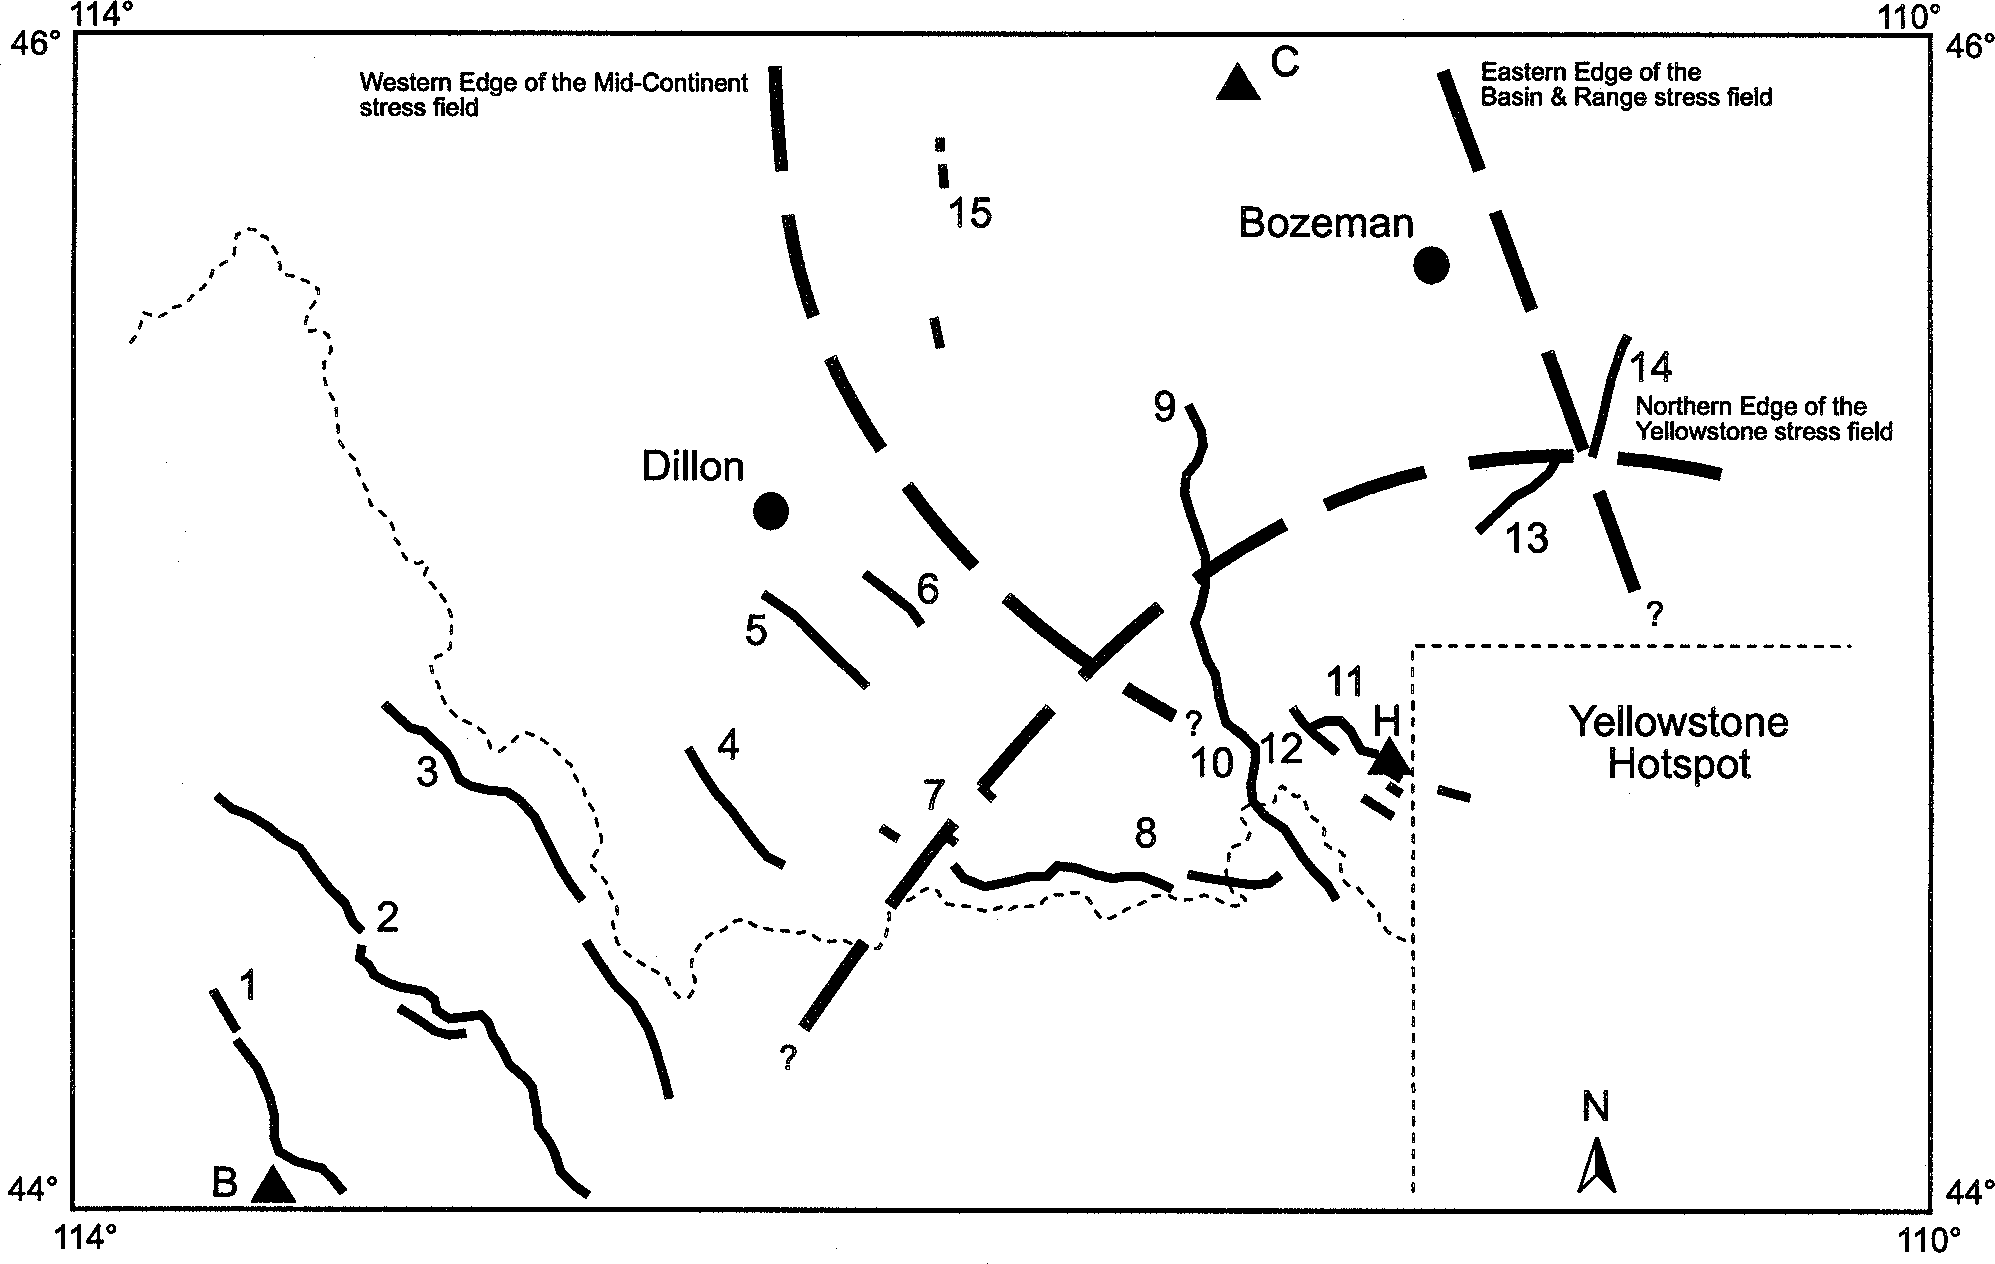 114°
110°
46°
46°
C
Western Edge of the Mid-Continent
stress field
Eastern Edge of the
Basin & Range stress field
15
Bozeman
14
9
Northern Edge of the
Yellowstone stress field
Dillon
13
6
5
?
11
H
Yellowstone
Hotspot
?
10
12
4
3
7
8
2
1
?
N
B
44°
44°
114°
110°